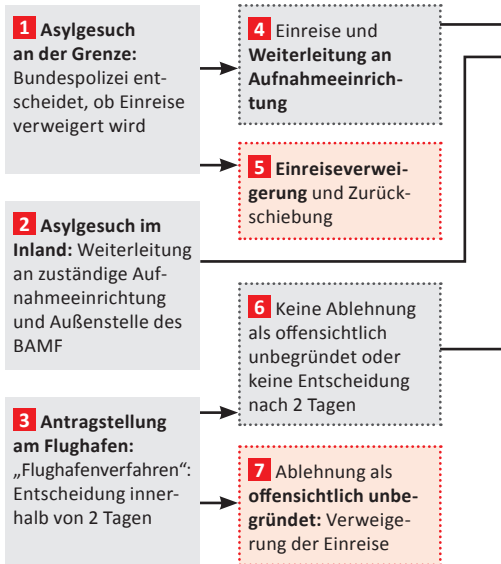 1 Asylgesuch
an der Grenze:
Bundespolizei ent-
scheidet, ob Einreise
verweigert wird
2 Asylgesuch im
Inland: Weiterleitung
an zuständige Auf-
nahmeeinrichtung
und Außenstelle des
BAMF
3 Antragstellung
am Flughafen:
„Flughafenverfahren“:
Entscheidung inner-
halb von 2 Tagen
4 Einreise und
Weiterleitung an
Aufnahmeeinrich-
tung
5 Einreiseverwei-
gerung und Zurück-
schiebung
6 Keine Ablehnung
als offensichtlich
unbegründet oder
keine Entscheidung
nach 2 Tagen
7 Ablehnung als
offensichtlich unbe-
gründet: Verweige-
rung der Einreise